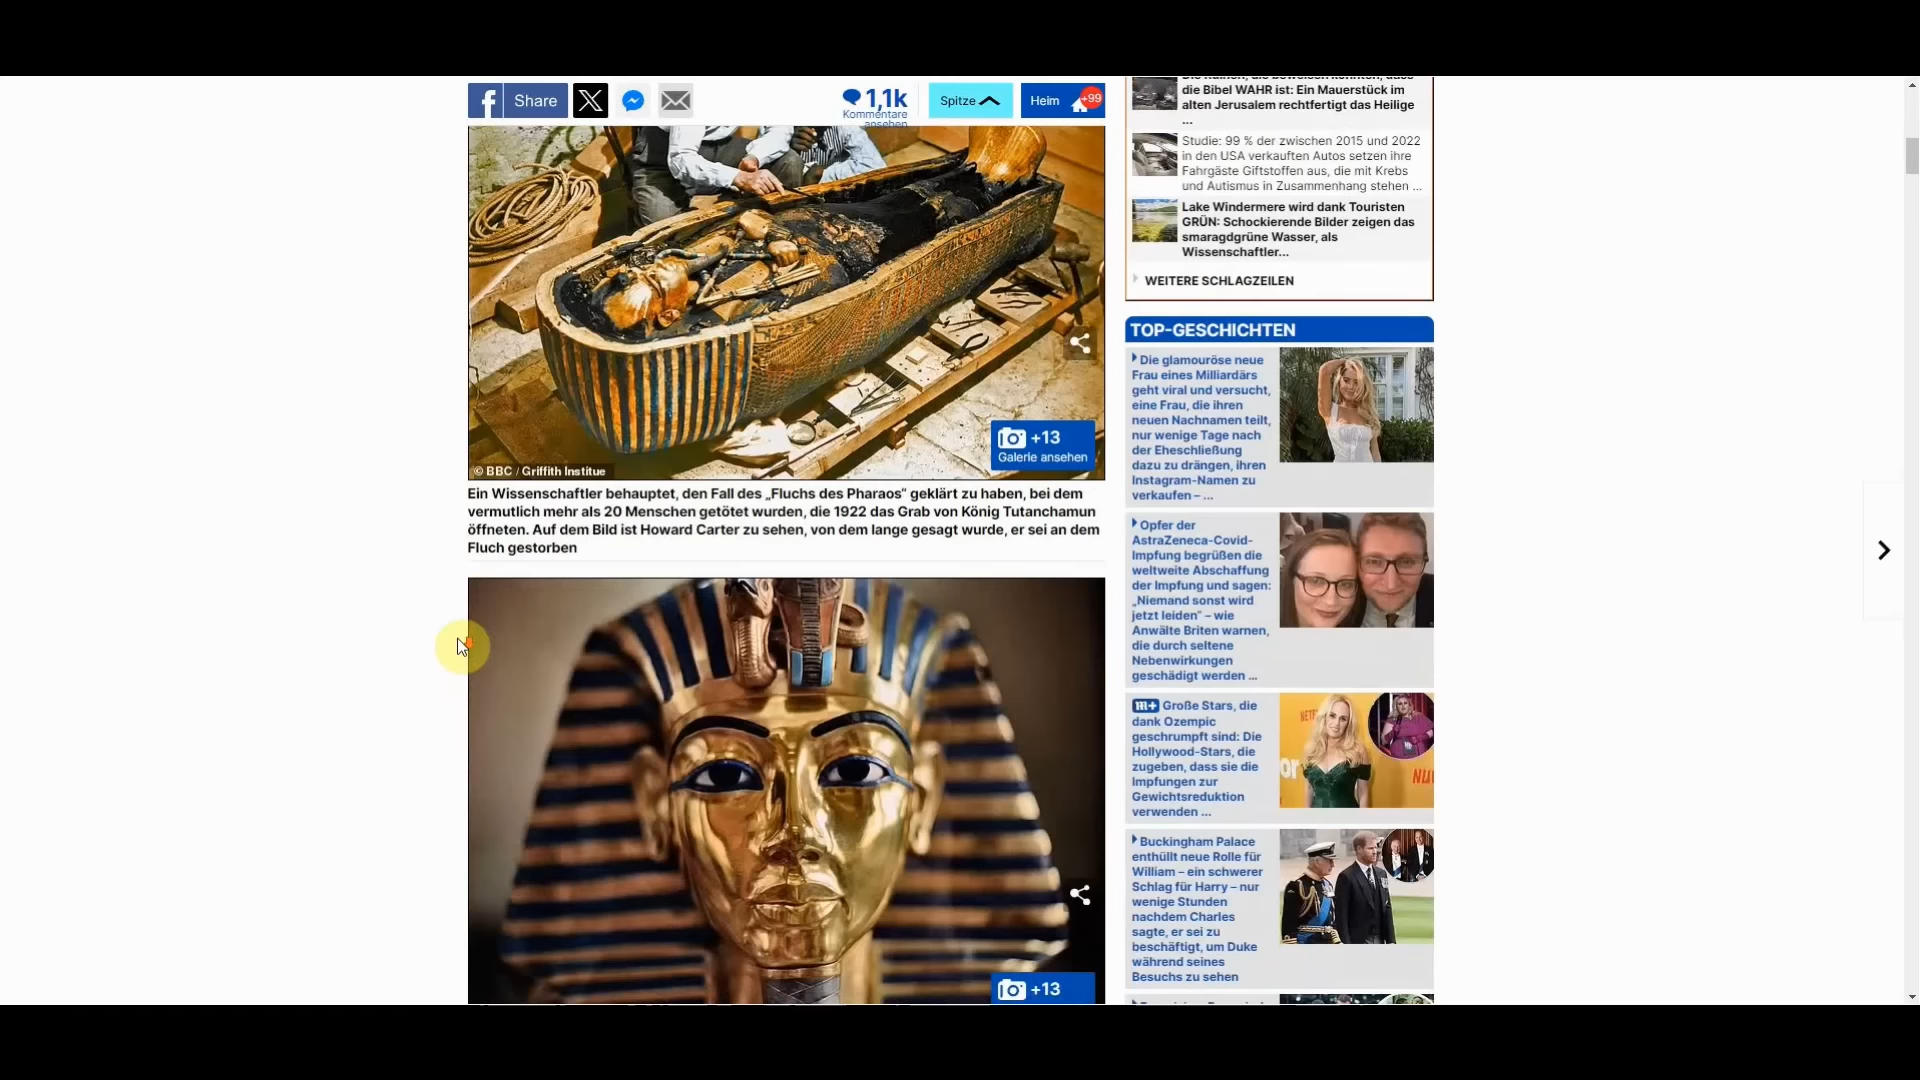 Share
1,1k
Kommentare
ansehen
Spitze
Heim
+99
+13
Galerie ansehen
© BBC / Griffith Institue
Ein Wissenschaftler behauptet, den Fall des „Fluchs des Pharaos“ geklärt zu haben, bei dem
vermutlich mehr als 20 Menschen getötet wurden, die 1922 das Grab von König Tutanchamun
öffneten. Auf dem Bild ist Howard Carter zu sehen, von dem lange gesagt wurde, er sei an dem
Fluch gestorben
+13
Die Ruinen, die beweisen könnten, dass
die Bibel WAHR ist: Ein Mauerstück im
alten Jerusalem rechtfertigt das Heilige
...
Studie: 99 % der zwischen 2015 und 2022
in den USA verkauften Autos setzen ihre
Fahrgäste Giftstoffen aus, die mit Krebs
und Autismus in Zusammenhang stehen ...
Lake Windermere wird dank Touristen
GRÜN: Schockierende Bilder zeigen das
smaragdgrüne Wasser, als
Wissenschaftler...
WEITERE SCHLAGZEILEN
TOP-GESCHICHTEN
Die glamouröse neue
Frau eines Milliardärs
geht viral und versucht,
eine Frau, die ihren
neuen Nachnamen teilt,
nur wenige Tage nach
der Eheschließung
dazu zu drängen, ihren
Instagram-Namen zu
verkaufen – ...
Opfer der
AstraZeneca-Covid-
Impfung begrüßen die
weltweite Abschaffung
der Impfung und sagen:
„Niemand sonst wird
jetzt leiden“ – wie
Anwälte Briten warnen,
die durch seltene
Nebenwirkungen
geschädigt werden ...
m+ Große Stars, die
dank Ozempic
geschrumpft sind: Die
Hollywood-Stars, die
zugeben, dass sie die
Impfungen zur
Gewichtsreduktion
verwenden ...
Buckingham Palace
enthüllt neue Rolle für
William – ein schwerer
Schlag für Harry – nur
wenige Stunden
nachdem Charles
sagte, er sei zu
beschäftigt, um Duke
während seines
Besuchs zu sehen